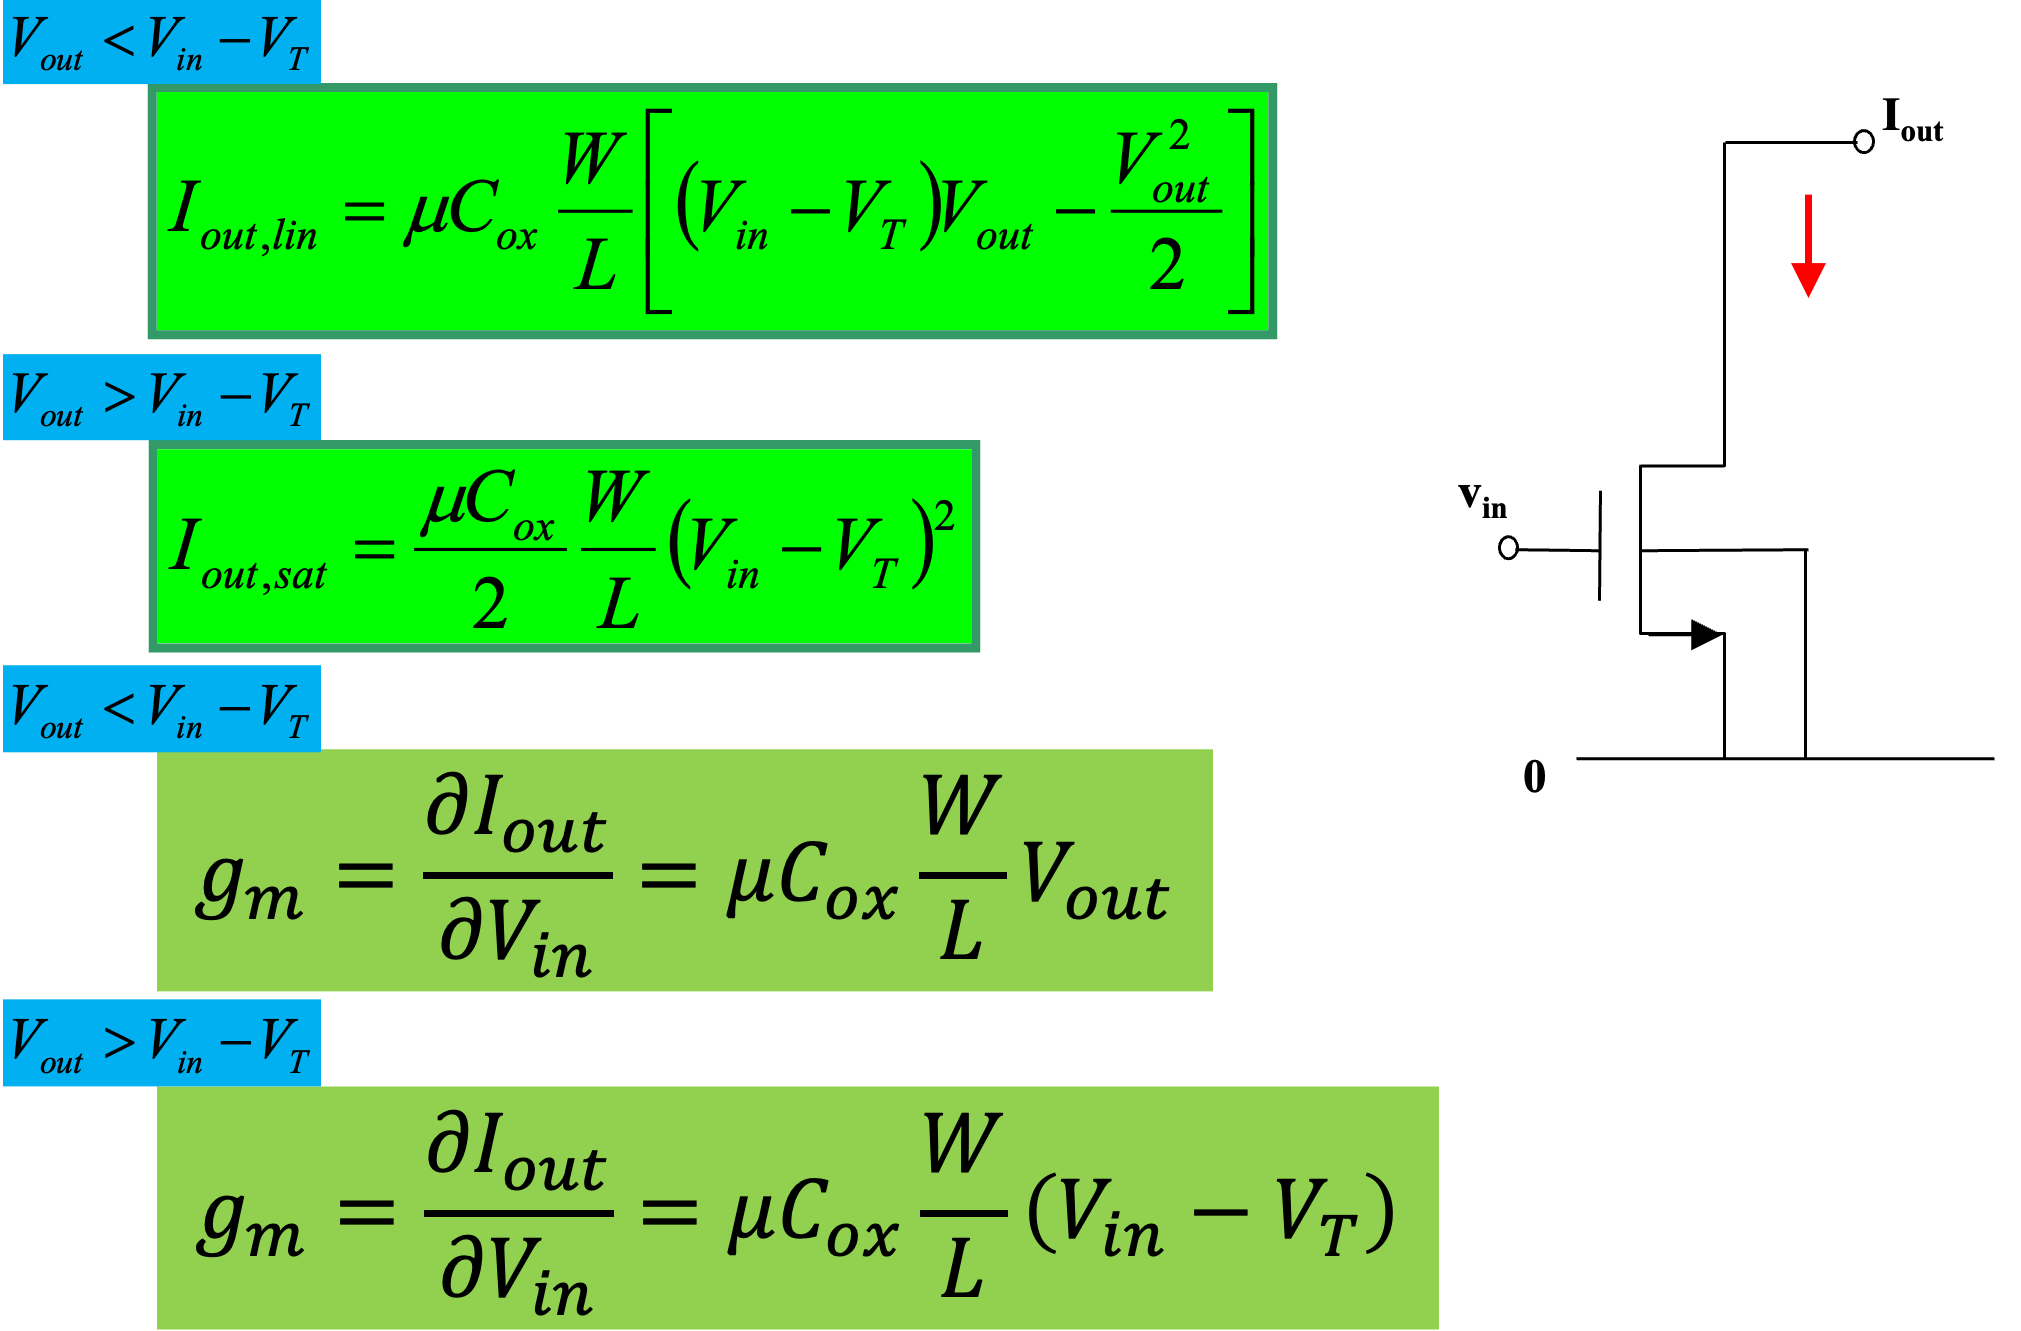 V_out < V_in − V_T
I_out,lin = μC_ox W/L [(V_in − V_T)V_out − V_out^2/2]
V_out > V_in − V_T
I_out,sat = μC_ox/2 W/L (V_in − V_T)^2
V_out < V_in − V_T
g_m = ∂I_out/∂V_in = μC_ox W/L V_out
V_out > V_in − V_T
g_m = ∂I_out/∂V_in = μC_ox W/L (V_in − V_T)
I_out
v_in
0